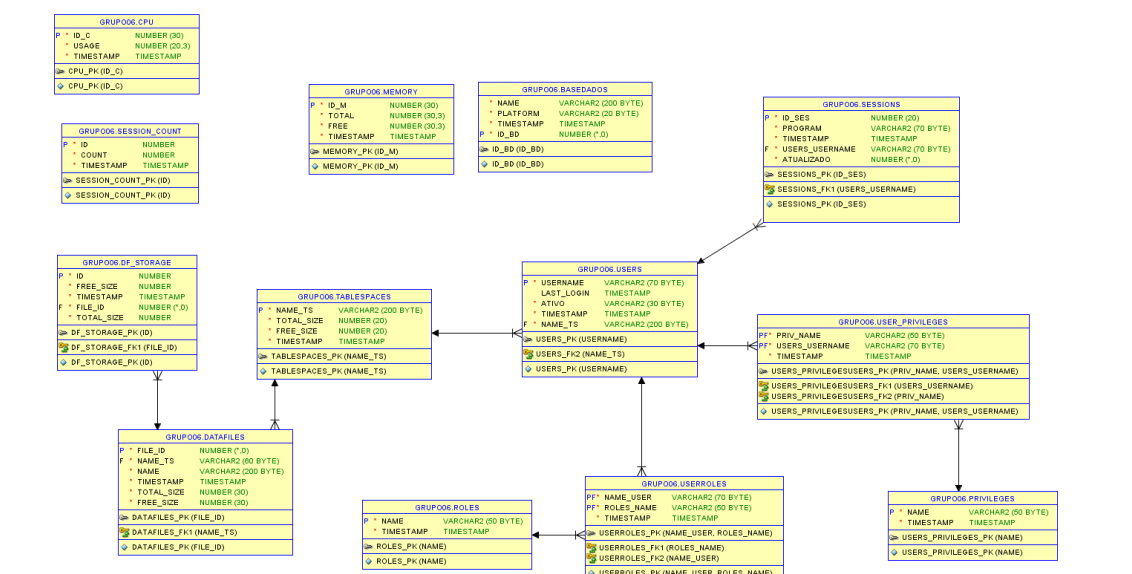 GRUPO06.CPU
P * ID_C NUMBER (30)
* USAGE NUMBER (20,3)
* TIMESTAMP TIMESTAMP
CPU_PK (ID_C)
CPU_PK (ID_C)
GRUPO06.SESSION_COUNT
P * ID NUMBER
* COUNT NUMBER
* TIMESTAMP TIMESTAMP
SESSION_COUNT_PK (ID)
SESSION_COUNT_PK (ID)
GRUPO06.MEMORY
P * ID_M NUMBER (30)
* TOTAL NUMBER (30,3)
* FREE NUMBER (30,3)
* TIMESTAMP TIMESTAMP
MEMORY_PK (ID_M)
MEMORY_PK (ID_M)
GRUPO06.BASEDADOS
* NAME VARCHAR2 (200 BYTE)
* PLATFORM VARCHAR2 (20 BYTE)
* TIMESTAMP TIMESTAMP
P * ID_BD NUMBER (*,0)
ID_BD (ID_BD)
ID_BD (ID_BD)
GRUPO06.SESSIONS
P * ID_SES NUMBER (20)
* PROGRAM VARCHAR2 (70 BYTE)
* TIMESTAMP TIMESTAMP
F * USERS_USERNAME VARCHAR2 (70 BYTE)
* ATUALIZADO NUMBER (*,0)
SESSIONS_PK (ID_SES)
SESSIONS_FK1 (USERS_USERNAME)
SESSIONS_PK (ID_SES)
GRUPO06.DF_STORAGE
P * ID NUMBER
* FREE_SIZE NUMBER
* TIMESTAMP TIMESTAMP
F * FILE_ID NUMBER (*,0)
* TOTAL_SIZE NUMBER
DF_STORAGE_PK (ID)
DF_STORAGE_FK1 (FILE_ID)
DF_STORAGE_PK (ID)
GRUPO06.TABLESPACES
P * NAME_TS VARCHAR2 (200 BYTE)
* TOTAL_SIZE NUMBER (20)
* FREE_SIZE NUMBER (20)
* TIMESTAMP TIMESTAMP
TABLESPACES_PK (NAME_TS)
TABLESPACES_PK (NAME_TS)
GRUPO06.USERS
P * USERNAME VARCHAR2 (70 BYTE)
LAST_LOGIN TIMESTAMP
* ATIVO VARCHAR2 (30 BYTE)
* TIMESTAMP TIMESTAMP
F * NAME_TS VARCHAR2 (200 BYTE)
USERS_PK (USERNAME)
USERS_FK2 (NAME_TS)
USERS_PK (USERNAME)
GRUPO06.USER_PRIVILEGES
PF* PRIV_NAME VARCHAR2 (50 BYTE)
PF* USERS_USERNAME VARCHAR2 (70 BYTE)
* TIMESTAMP TIMESTAMP
USERS_PRIVILEGESUSERS_PK (PRIV_NAME, USERS_USERNAME)
USERS_PRIVILEGESUSERS_FK1 (USERS_USERNAME)
USERS_PRIVILEGESUSERS_FK2 (PRIV_NAME)
USERS_PRIVILEGESUSERS_PK (PRIV_NAME, USERS_USERNAME)
GRUPO06.DATAFILES
P * FILE_ID NUMBER (*,0)
F * NAME_TS VARCHAR2 (60 BYTE)
* NAME VARCHAR2 (200 BYTE)
* TIMESTAMP TIMESTAMP
* TOTAL_SIZE NUMBER (30)
* FREE_SIZE NUMBER (30)
DATAFILES_PK (FILE_ID)
DATAFILES_FK1 (NAME_TS)
DATAFILES_PK (FILE_ID)
GRUPO06.ROLES
P * NAME VARCHAR2 (50 BYTE)
* TIMESTAMP TIMESTAMP
ROLES_PK (NAME)
ROLES_PK (NAME)
GRUPO06.USERROLES
PF* NAME_USER VARCHAR2 (70 BYTE)
PF* ROLES_NAME VARCHAR2 (50 BYTE)
* TIMESTAMP TIMESTAMP
USERROLES_PK (NAME_USER, ROLES_NAME)
USERROLES_FK1 (ROLES_NAME)
USERROLES_FK2 (NAME_USER)
USERROLES_PK (NAME_USER, ROLES_NAME)
GRUPO06.PRIVILEGES
P * NAME VARCHAR2 (50 BYTE)
* TIMESTAMP TIMESTAMP
USERS_PRIVILEGES_PK (NAME)
USERS_PRIVILEGES_PK (NAME)